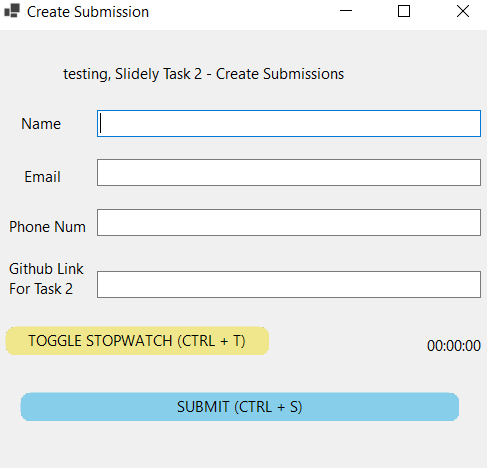 Create Submission
testing, Slidely Task 2 - Create Submissions
Name
Email
Phone Num
Github Link
For Task 2
TOGGLE STOPWATCH (CTRL + T)
00:00:00
SUBMIT (CTRL + S)